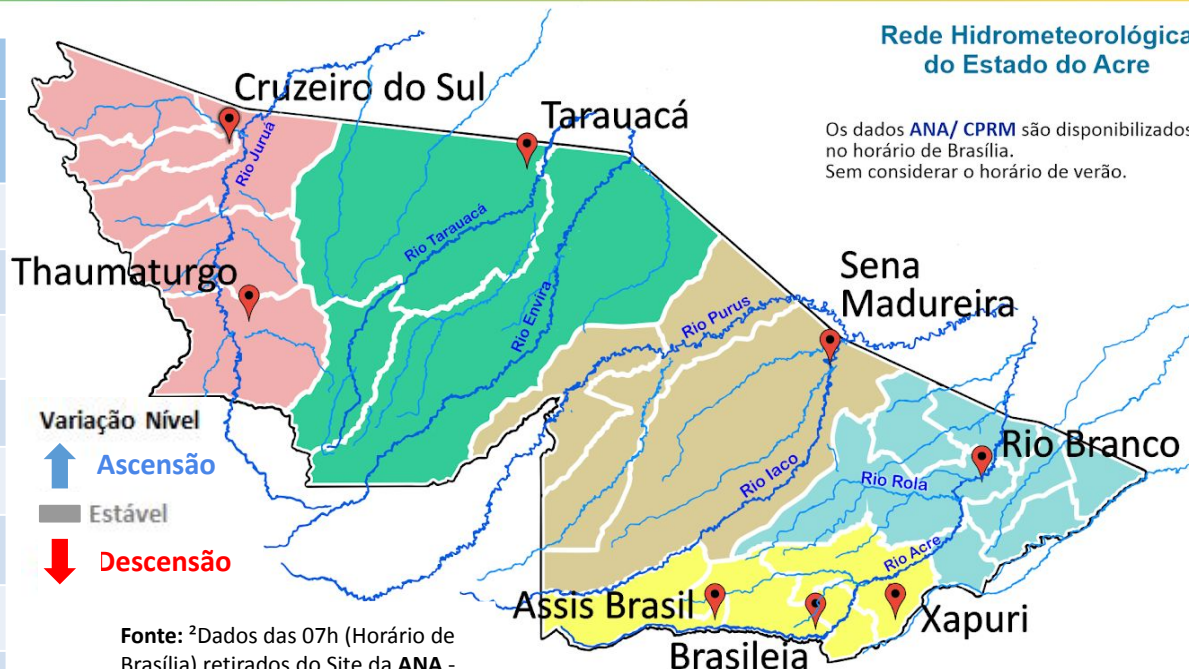 Rede Hidrometeorológica
do Estado do Acre
Os dados ANA/ CPRM são disponibilizados
no horário de Brasília.
Sem considerar o horário de verão.
Cruzeiro do Sul
Tarauacá
Rio Juruá
Rio Tarauacá
Thaumaturgo
Rio Envira
Sena
Madureira
Rio Purus
Variação Nível
Ascensão
Estável
Descensão
Rio Branco
Rio Iaco
Rio Rola
Rio Acre
Assis Brasil
Xapuri
Brasileia
Fonte: ²Dados das 07h (Horário de
Brasília) retirados do Site da ANA -